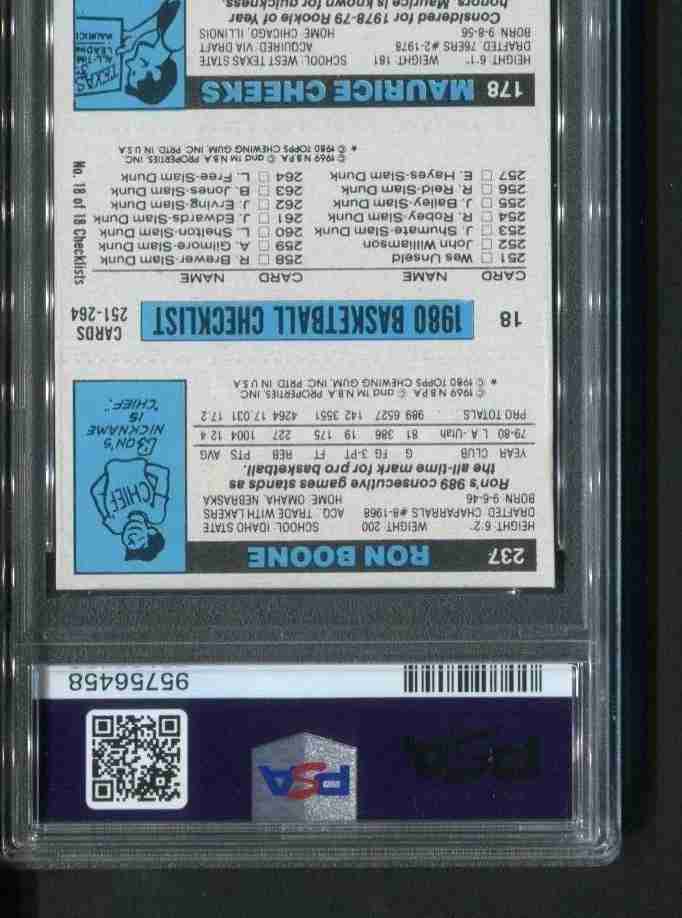 PSA
PSA
95756458
237 RON BOONE
HEIGHT 6'2" WEIGHT 200 SCHOOL IDAHO STATE
DRAFTED CHAPARRALS #8-1968 ACQ. TRADE WITH LAKERS
BORN 9-6-46 HOME OMAHA NEBRASKA
Ron's 989 consecutive games stands as
the all-time mark for pro basketball.
YEAR CLUB G FG 3-PT FT REB PTS AVG
79-80 L A -Utah 81 386 19 175 227 1004 12.4
PRO TOTALS 989 6527 142 3551 4264 17,031 17.2
© 1969 N.B.P.A. and TM N.B.A. PROPERTIES, INC.
* © 1980 TOPPS CHEWING GUM, INC. PRTD. IN U.S.A.
CHIEF
RON'S
NICKNAME
IS
"CHIEF".
18 1980 BASKETBALL CHECKLIST CARDS 251-264
CARD NAME CARD NAME
251 Wes Unseld 258 R. Brewer-Slam Dunk
252 John Williamson 259 A. Gilmore-Slam Dunk
253 J. Shumate-Slam Dunk 260 L. Shelton-Slam Dunk
254 R. Robey-Slam Dunk 261 J. Edwards-Slam Dunk
255 J. Bailey-Slam Dunk 262 J. Erving-Slam Dunk
256 R. Reid-Slam Dunk 263 B. Jones-Slam Dunk
257 E. Hayes-Slam Dunk 264 L. Free-Slam Dunk
© 1969 N.B.P.A. and TM N.B.A. PROPERTIES, INC.
* © 1980 TOPPS CHEWING GUM, INC. PRTD. IN U.S.A.
No. 18 of 18 Checklists
178 MAURICE CHEEKS
HEIGHT 6'1" WEIGHT 181 SCHOOL WEST TEXAS STATE
DRAFTED 76ERS #2-1978 ACQUIRED VIA DRAFT
BORN 9-8-56 HOME CHICAGO ILLINOIS
Considered for 1978-79 Rookie of Year
honors, Maurice is known for quickness.
TEXAS
MAURICE
ALL-TIME